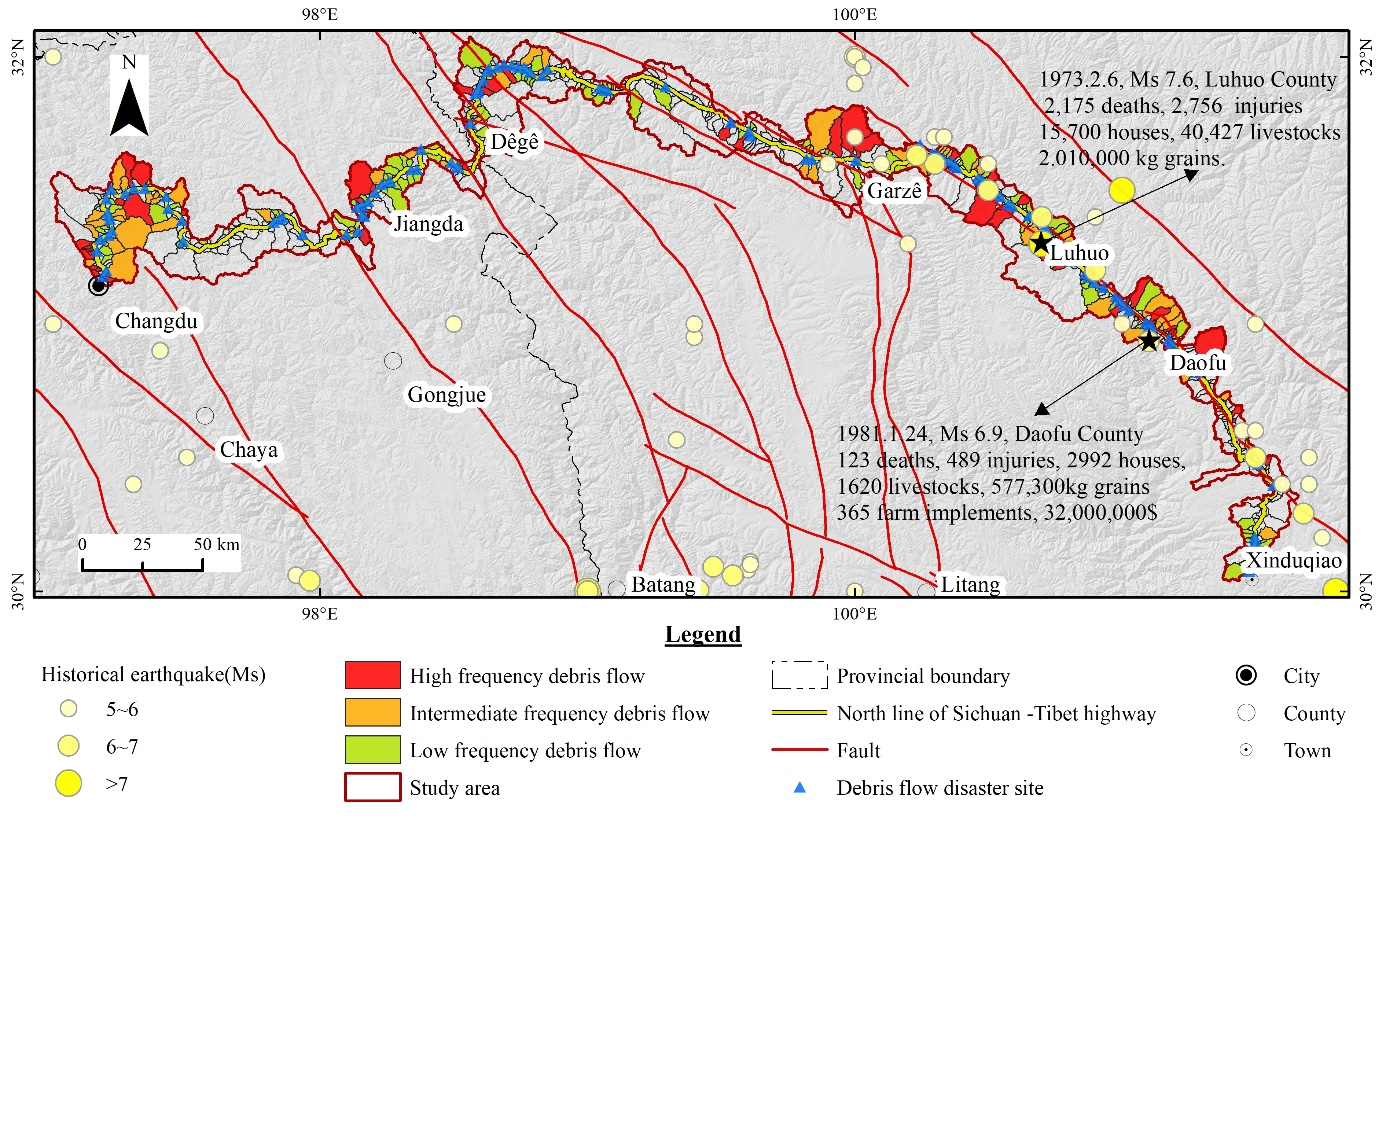 98°E
100°E
32°N
32°N
N
1973.2.6, Ms 7.6, Luhuo County
2,175 deaths, 2,756 injuries
15,700 houses, 40,427 livestocks
2,010,000 kg grains.
Dêgê
Garzê
Jiangda
Luhuo
Changdu
Daofu
Gongjue
Chaya
1981.1.24, Ms 6.9, Daofu County
123 deaths, 489 injuries, 2992 houses,
1620 livestocks, 577,300kg grains
365 farm implements, 32,000,000$
0 25 50 km
Xinduqiao
Batang
Litang
30°N
30°N
98°E
100°E
Legend
Historical earthquake(Ms)
5~6
6~7
>7
High frequency debris flow
Intermediate frequency debris flow
Low frequency debris flow
Study area
Provincial boundary
North line of Sichuan -Tibet highway
Fault
Debris flow disaster site
City
County
Town